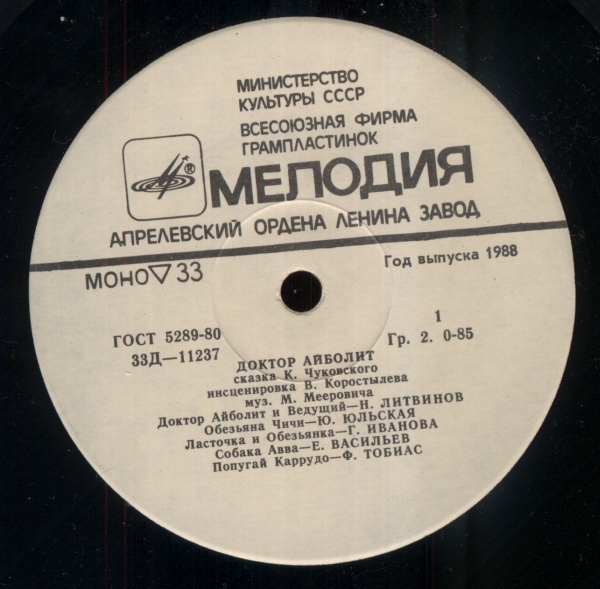 МИНИСТЕРСТВО
КУЛЬТУРЫ СССР
ВСЕСОЮЗНАЯ ФИРМА
ГРАМПЛАСТИНОК
®
МЕЛОДИЯ
АПРЕЛЕВСКИЙ ОРДЕНА ЛЕНИНА ЗАВОД
МОНО ▽ 33
Год выпуска 1988
ГОСТ 5289-80
33Д—11237
1
Гр. 2. 0-85
ДОКТОР АЙБОЛИТ
сказка К. Чуковского
инсценировка В. Коростылева
муз. М. Мееровича
Доктор Айболит и Ведущий—Н. ЛИТВИНОВ
Обезьяна Чичи—Ю. ЮЛЬСКАЯ
Ласточка и Обезьянка—Г. ИВАНОВА
Собака Авва—Е. ВАСИЛЬЕВ
Попугай Каррудо—Ф. ТОБИАС